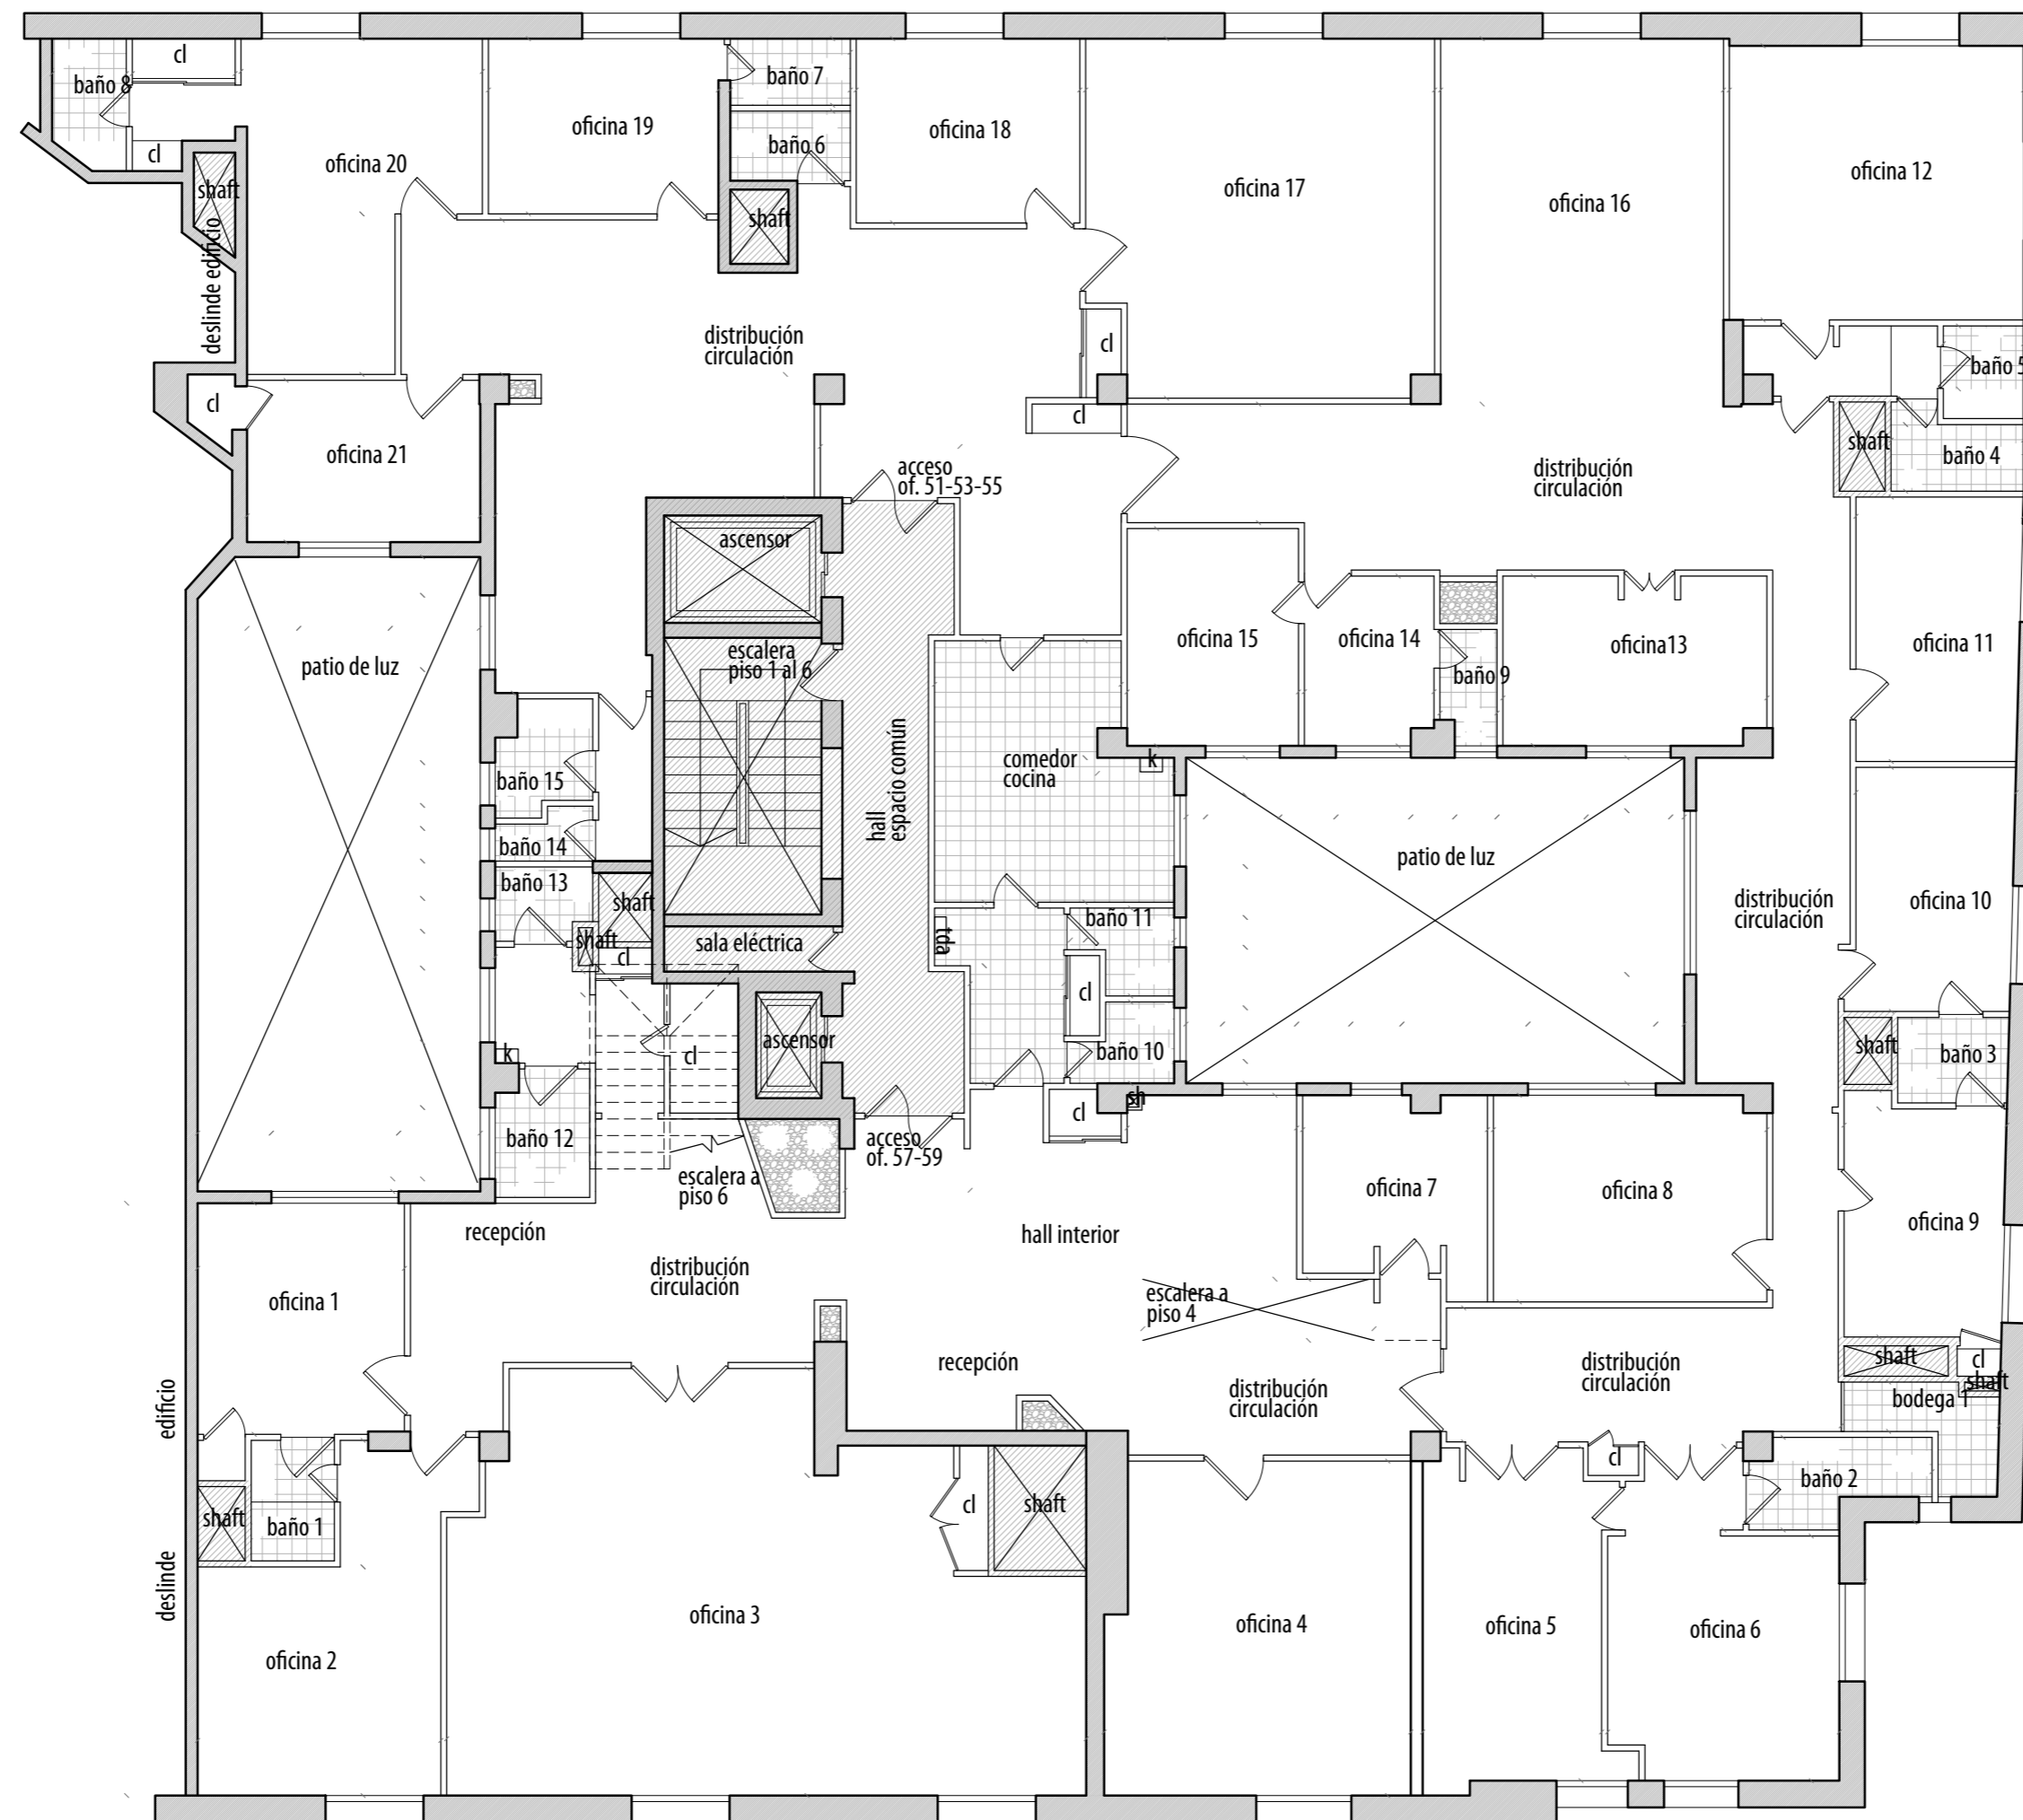 cl
baño 8
baño 7
oficina 19
oficina 18
baño 6
cl
oficina 20
oficina 12
shaft
oficina 17
oficina 16
shaft
deslinde edificio
distribución
circulación
cl
baño 5
cl
cl
oficina 21
shaft
baño 4
acceso
of. 51-53-55
distribución
circulación
ascensor
patio de luz
escalera
piso 1 al 6
oficina 15
oficina 14
oficina13
oficina 11
baño 9
hall
espacio común
comedor
cocina
k
baño 15
baño 14
patio de luz
baño 13
shaft
oficina 10
distribución
circulación
baño 11
shaft
cl
sala eléctrica
tda
cl
ascensor
k
cl
baño 10
shaft
baño 3
sh
cl
baño 12
acceso
of. 57-59
escalera a
piso 6
oficina 7
oficina 8
oficina 9
recepción
hall interior
distribución
circulación
oficina 1
escalera a
piso 4
recepción
distribución
circulación
distribución
circulación
shaft
cl
shaft
bodega 1
edificio
cl
baño 2
shaft
baño 1
cl
shaft
deslinde
oficina 2
oficina 3
oficina 4
oficina 5
oficina 6